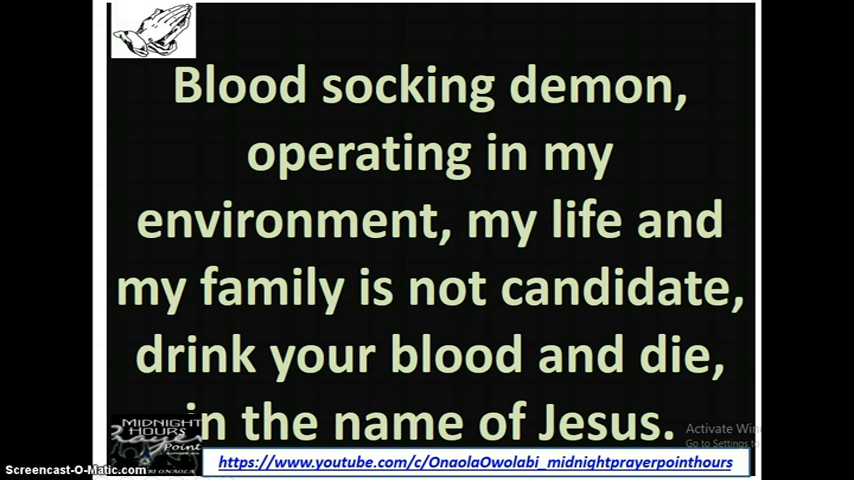 Blood socking demon,
operating in my
environment, my life and
my family is not candidate,
drink your blood and die,
in the name of Jesus.
MIDNIGHT
HOURS
Point
Activate Win
Go to Settings to
https://www.youtube.com/c/OnaolaOwolabi_midnightprayerpointhours
Screencast-O-Matic.com